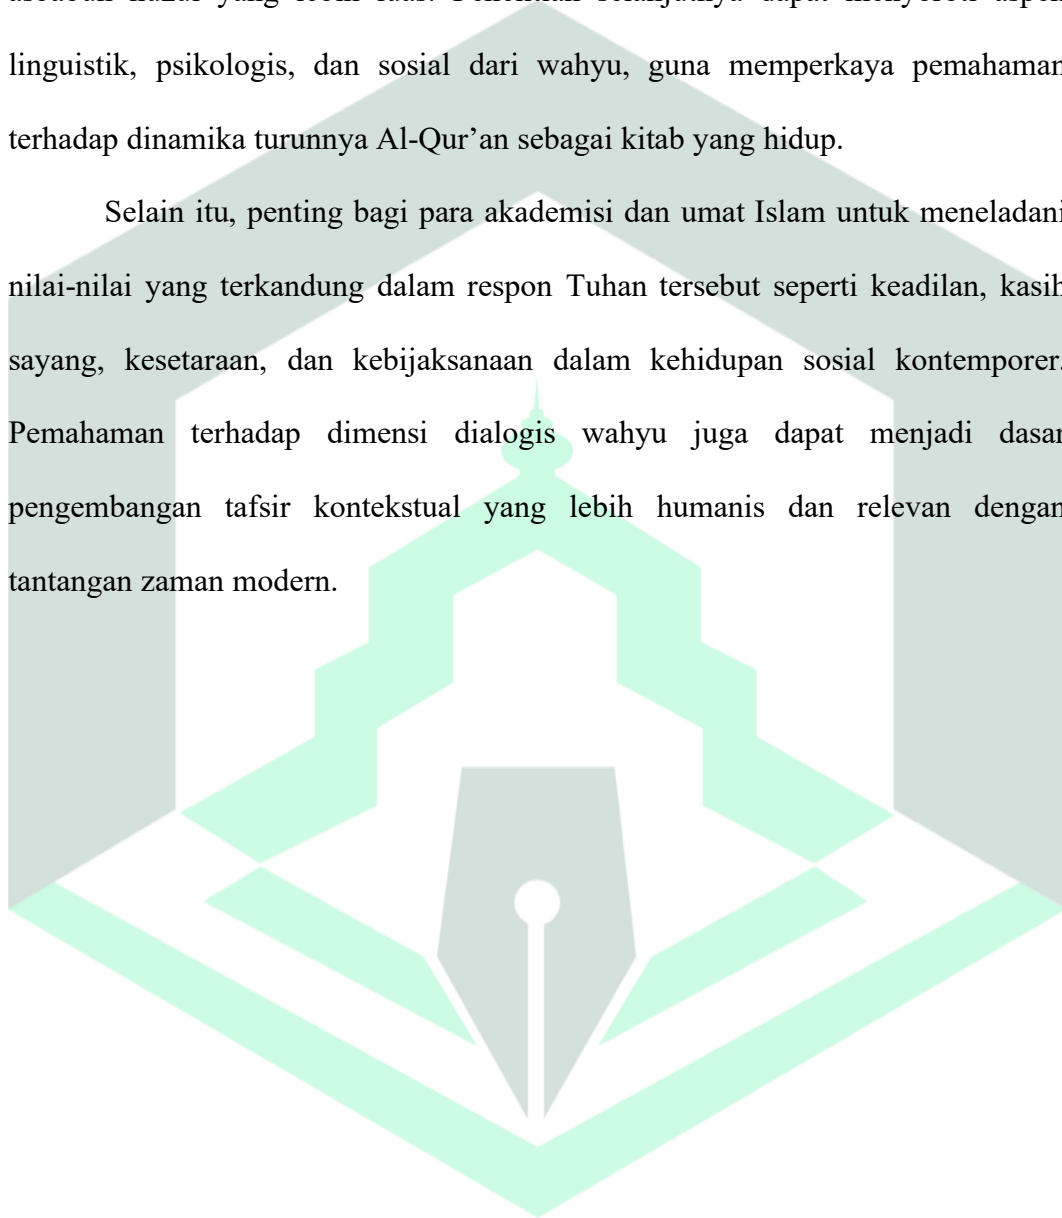 linguistik, psikologis, dan sosial dari wahyu, guna memperkaya pemahaman
terhadap dinamika turunnya Al-Qur’an sebagai kitab yang hidup.
Selain itu, penting bagi para akademisi dan umat Islam untuk meneladani
nilai-nilai yang terkandung dalam respon Tuhan tersebut seperti keadilan, kasih
sayang, kesetaraan, dan kebijaksanaan dalam kehidupan sosial kontemporer.
Pemahaman terhadap dimensi dialogis wahyu juga dapat menjadi dasar
pengembangan tafsir kontekstual yang lebih humanis dan relevan dengan
tantangan zaman modern.